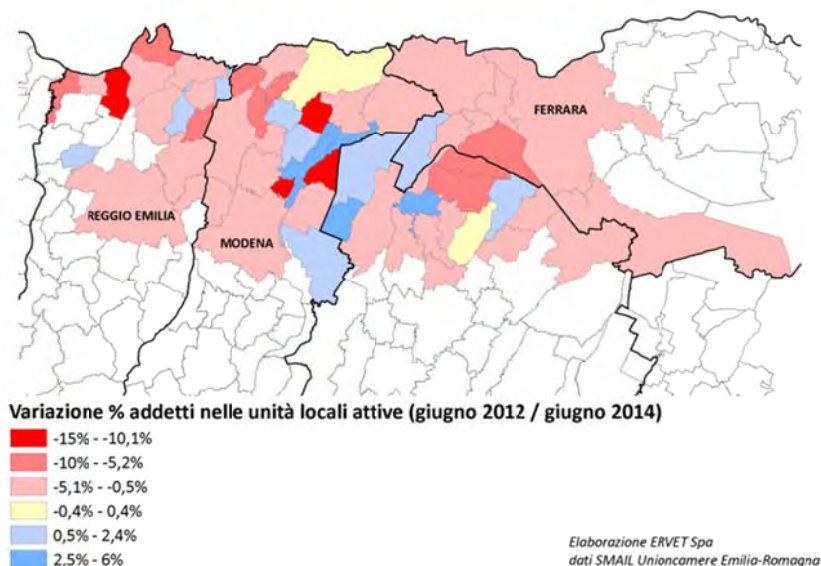 FERRARA
REGGIO EMILIA
MODENA
Variazione % addetti nelle unità locali attive (giugno 2012 / giugno 2014)
-15% - -10,1%
-10% - -5,2%
-5,1% - -0,5%
-0,4% - 0,4%
0,5% - 2,4%
2,5% - 6%
Elaborazione ERVET Spa
dati SMAIL Unioncamere Emilia-Romagna